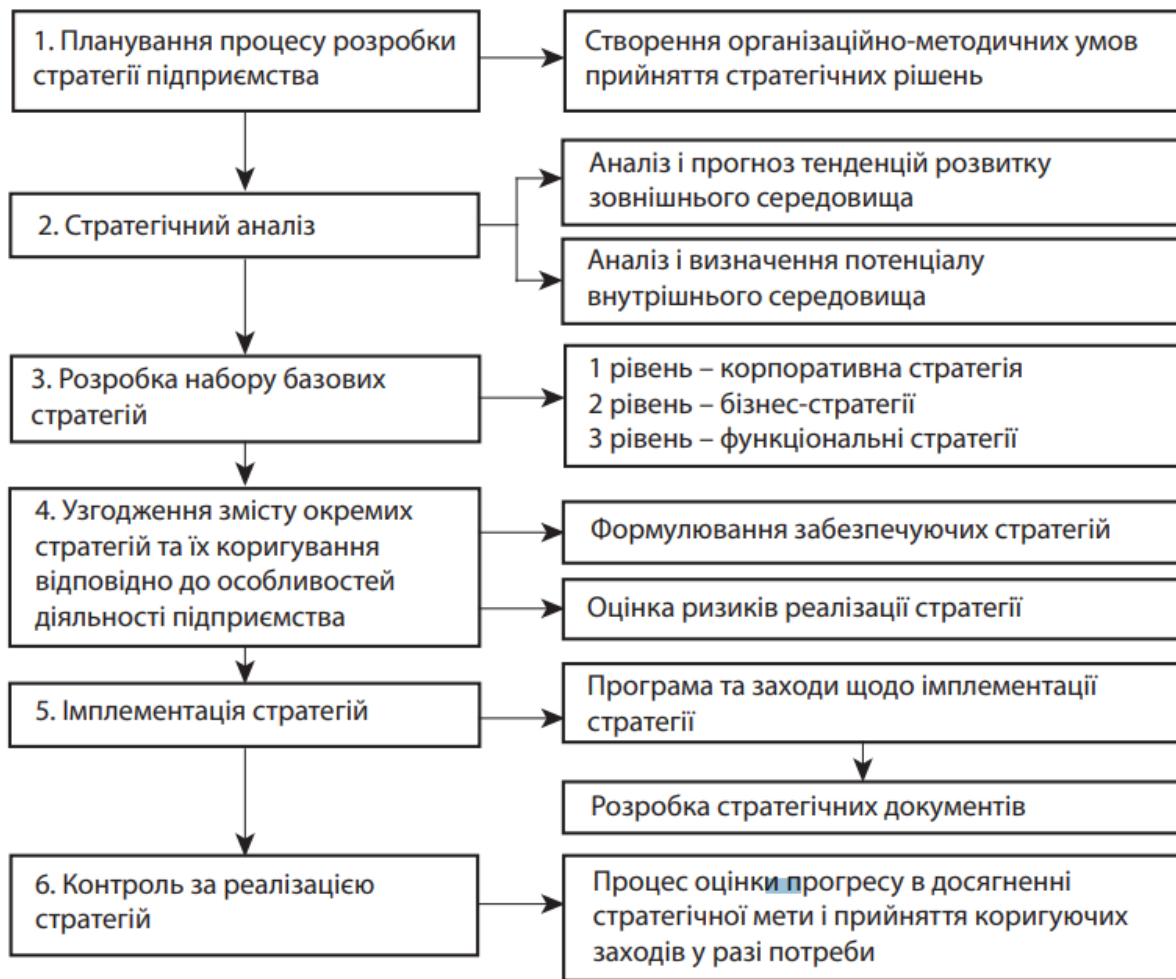 1. Планування процесу розробки
стратегії підприємства
Створення організаційно-методичних умов
прийняття стратегічних рішень
2. Стратегічний аналіз
Аналіз і прогноз тенденцій розвитку
зовнішнього середовища
Аналіз і визначення потенціалу
внутрішнього середовища
3. Розробка набору базових
стратегій
1 рівень – корпоративна стратегія
2 рівень – бізнес-стратегії
3 рівень – функціональні стратегії
4. Узгодження змісту окремих
стратегій та їх коригування
відповідно до особливостей
діяльності підприємства
Формулювання забезпечуючих стратегій
Оцінка ризиків реалізації стратегії
5. Імплементація стратегій
Програма та заходи щодо імплементації
стратегії
Розробка стратегічних документів
6. Контроль за реалізацією
стратегій
Процес оцінки прогресу в досягненні
стратегічної мети і прийняття коригуючих
заходів у разі потреби